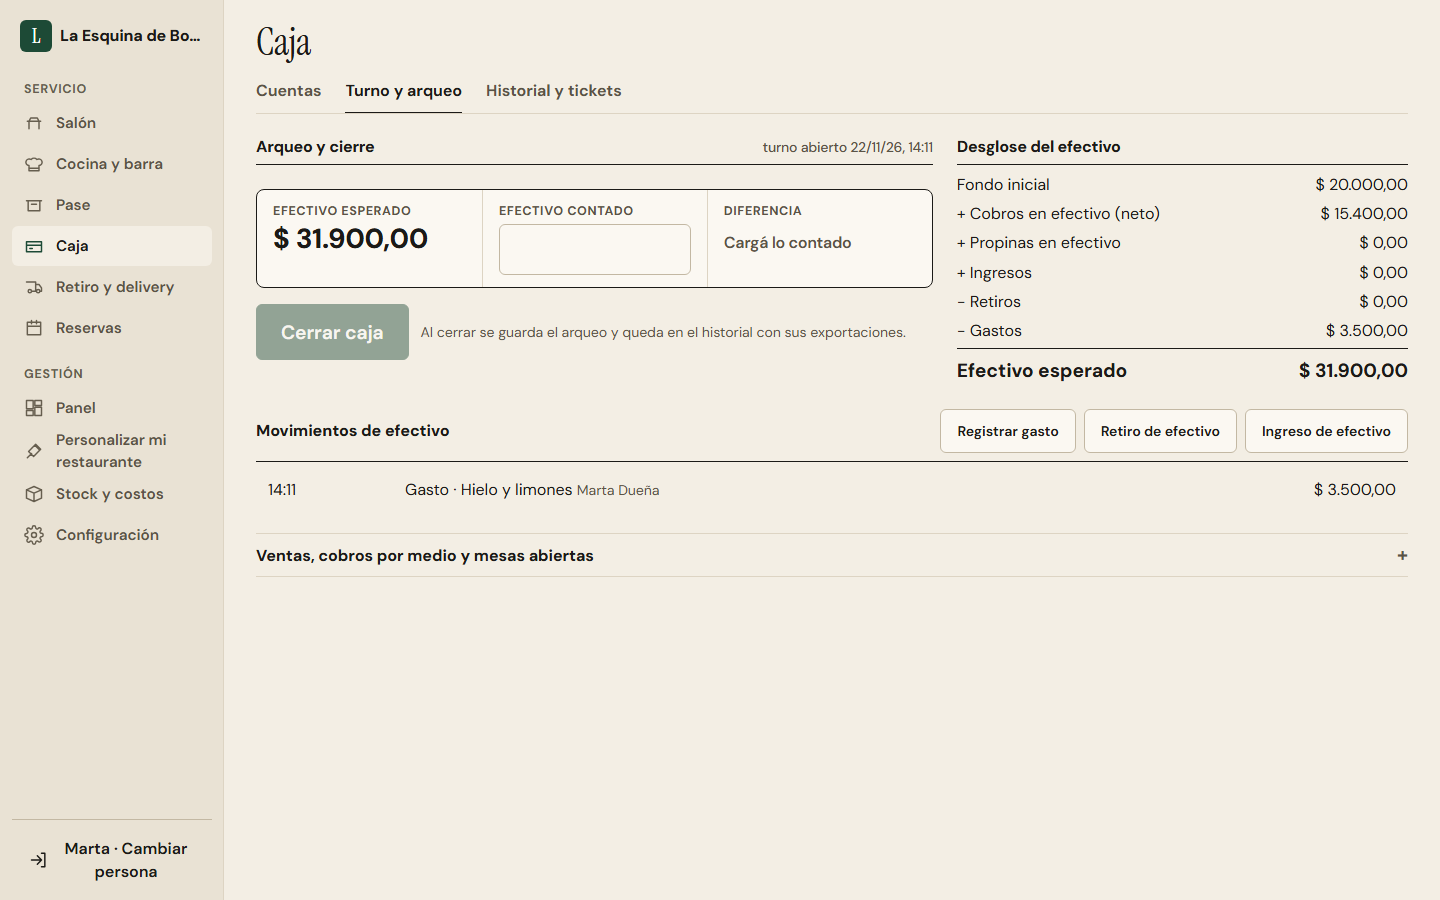 L La Esquina de Bo...
SERVICIO
Salón
Cocina y barra
Pase
Caja
Retiro y delivery
Reservas
GESTIÓN
Panel
Personalizar mi
restaurante
Stock y costos
Configuración
Marta · Cambiar
persona
Caja
Cuentas Turno y arqueo Historial y tickets
Arqueo y cierre turno abierto 22/11/26, 14:11
EFECTIVO ESPERADO
$ 31.900,00
EFECTIVO CONTADO
DIFERENCIA
Cargá lo contado
Cerrar caja Al cerrar se guarda el arqueo y queda en el historial con sus exportaciones.
Desglose del efectivo
Fondo inicial $ 20.000,00
+ Cobros en efectivo (neto) $ 15.400,00
+ Propinas en efectivo $ 0,00
+ Ingresos $ 0,00
− Retiros $ 0,00
− Gastos $ 3.500,00
Efectivo esperado $ 31.900,00
Movimientos de efectivo Registrar gasto Retiro de efectivo Ingreso de efectivo
14:11 Gasto · Hielo y limones Marta Dueña $ 3.500,00
Ventas, cobros por medio y mesas abiertas +